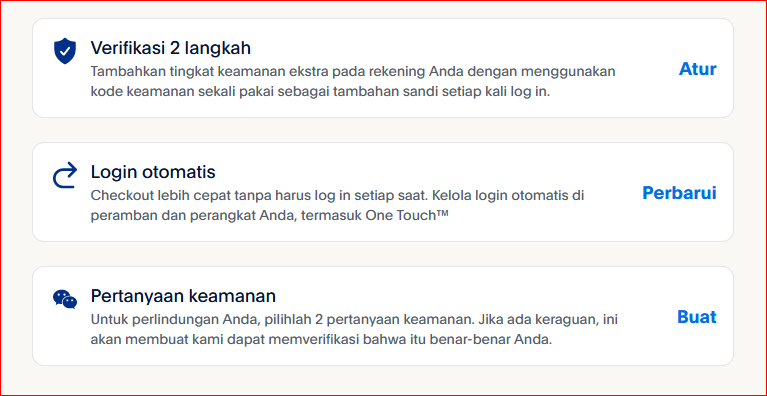 Verifikasi 2 langkah
Tambahkan tingkat keamanan ekstra pada rekening Anda dengan menggunakan
kode keamanan sekali pakai sebagai tambahan sandi setiap kali log in.
Atur
Login otomatis
Checkout lebih cepat tanpa harus log in setiap saat. Kelola login otomatis di
peramban dan perangkat Anda, termasuk One Touch™
Perbarui
Pertanyaan keamanan
Untuk perlindungan Anda, pilihlah 2 pertanyaan keamanan. Jika ada keraguan, ini
akan membuat kami dapat memverifikasi bahwa itu benar-benar Anda.
Buat